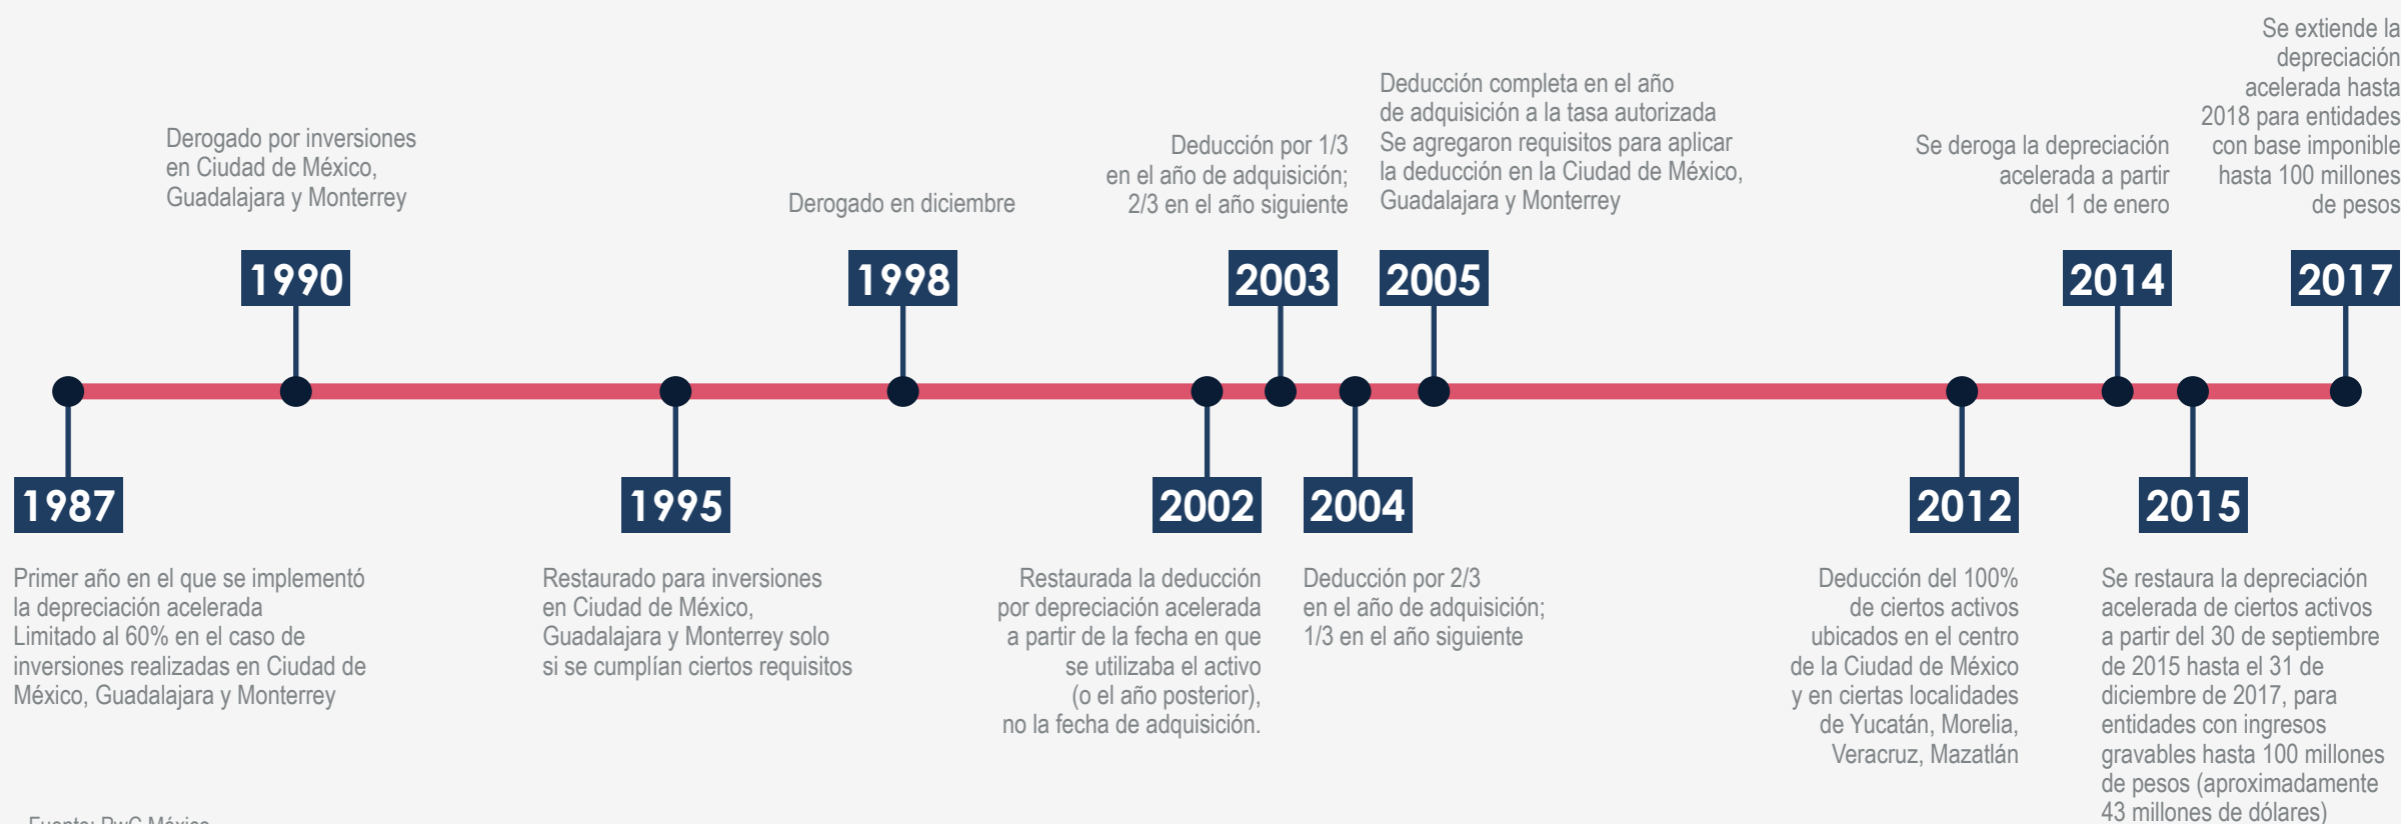 1987
Primer año en el que se implementó
la depreciación acelerada
Limitado al 60% en el caso de
inversiones realizadas en Ciudad de
México, Guadalajara y Monterrey
Derogado por inversiones
en Ciudad de México,
Guadalajara y Monterrey
1990
1995
Restaurado para inversiones
en Ciudad de México,
Guadalajara y Monterrey solo
si se cumplían ciertos requisitos
Derogado en diciembre
1998
2002
Restaurada la deducción
por depreciación acelerada
a partir de la fecha en que
se utilizaba el activo
(o el año posterior),
no la fecha de adquisición.
Deducción por 1/3
en el año de adquisición;
2/3 en el año siguiente
2003
2004
Deducción por 2/3
en el año de adquisición;
1/3 en el año siguiente
Deducción completa en el año
de adquisición a la tasa autorizada
Se agregaron requisitos para aplicar
la deducción en la Ciudad de México,
Guadalajara y Monterrey
2005
2012
Deducción del 100%
de ciertos activos
ubicados en el centro
de la Ciudad de México
y en ciertas localidades
de Yucatán, Morelia,
Veracruz, Mazatlán
Se deroga la depreciación
acelerada a partir
del 1 de enero
2014
2015
Se restaura la depreciación
acelerada de ciertos activos
a partir del 30 de septiembre
de 2015 hasta el 31 de
diciembre de 2017, para
entidades con ingresos
gravables hasta 100 millones
de pesos (aproximadamente
43 millones de dólares)
Se extiende la
depreciación
acelerada hasta
2018 para entidades
con base imponible
hasta 100 millones
de pesos
2017
Fuente: PwC México